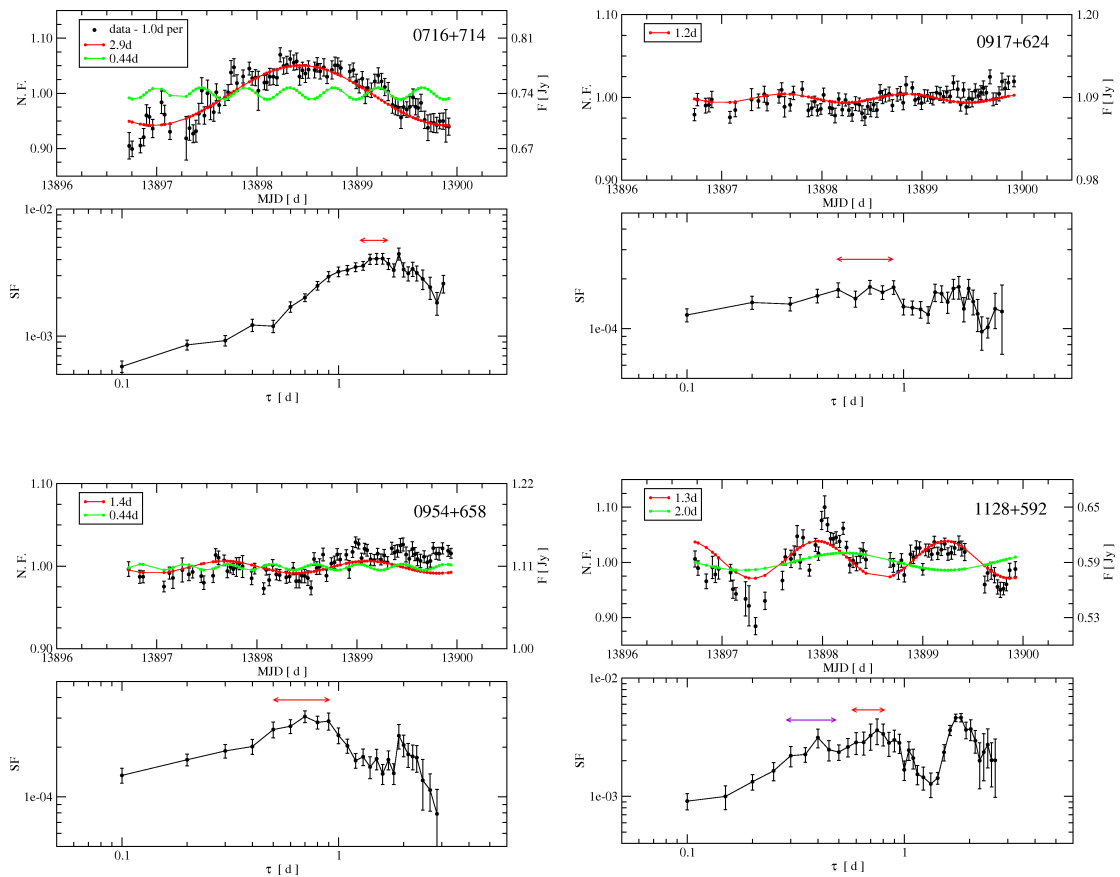 data - 1.0d per
2.9d
0.44d
0716+714
1.10
1.00
0.90
N. F.
0.81
0.74
0.67
F [ Jy ]
13896
13897
13898
13899
13900
MJD [ d ]
1e-02
1e-03
SF
0.1
1
τ [ d ]
1.2d
0917+624
1.10
1.00
0.90
N. F.
1.20
1.09
0.98
F [ Jy ]
13896
13897
13898
13899
13900
MJD [ d ]
1e-04
SF
0.1
1
τ [ d ]
1.4d
0.44d
0954+658
1.10
1.00
0.90
N. F.
1.22
1.11
1.00
F [ Jy ]
13896
13897
13898
13899
13900
MJD [ d ]
1e-04
SF
0.1
1
τ [ d ]
1.3d
2.0d
1128+592
1.10
1.00
0.90
N. F.
0.65
0.59
0.53
F [ Jy ]
13896
13897
13898
13899
13900
MJD [ d ]
1e-02
1e-03
SF
0.1
1
τ [ d ]